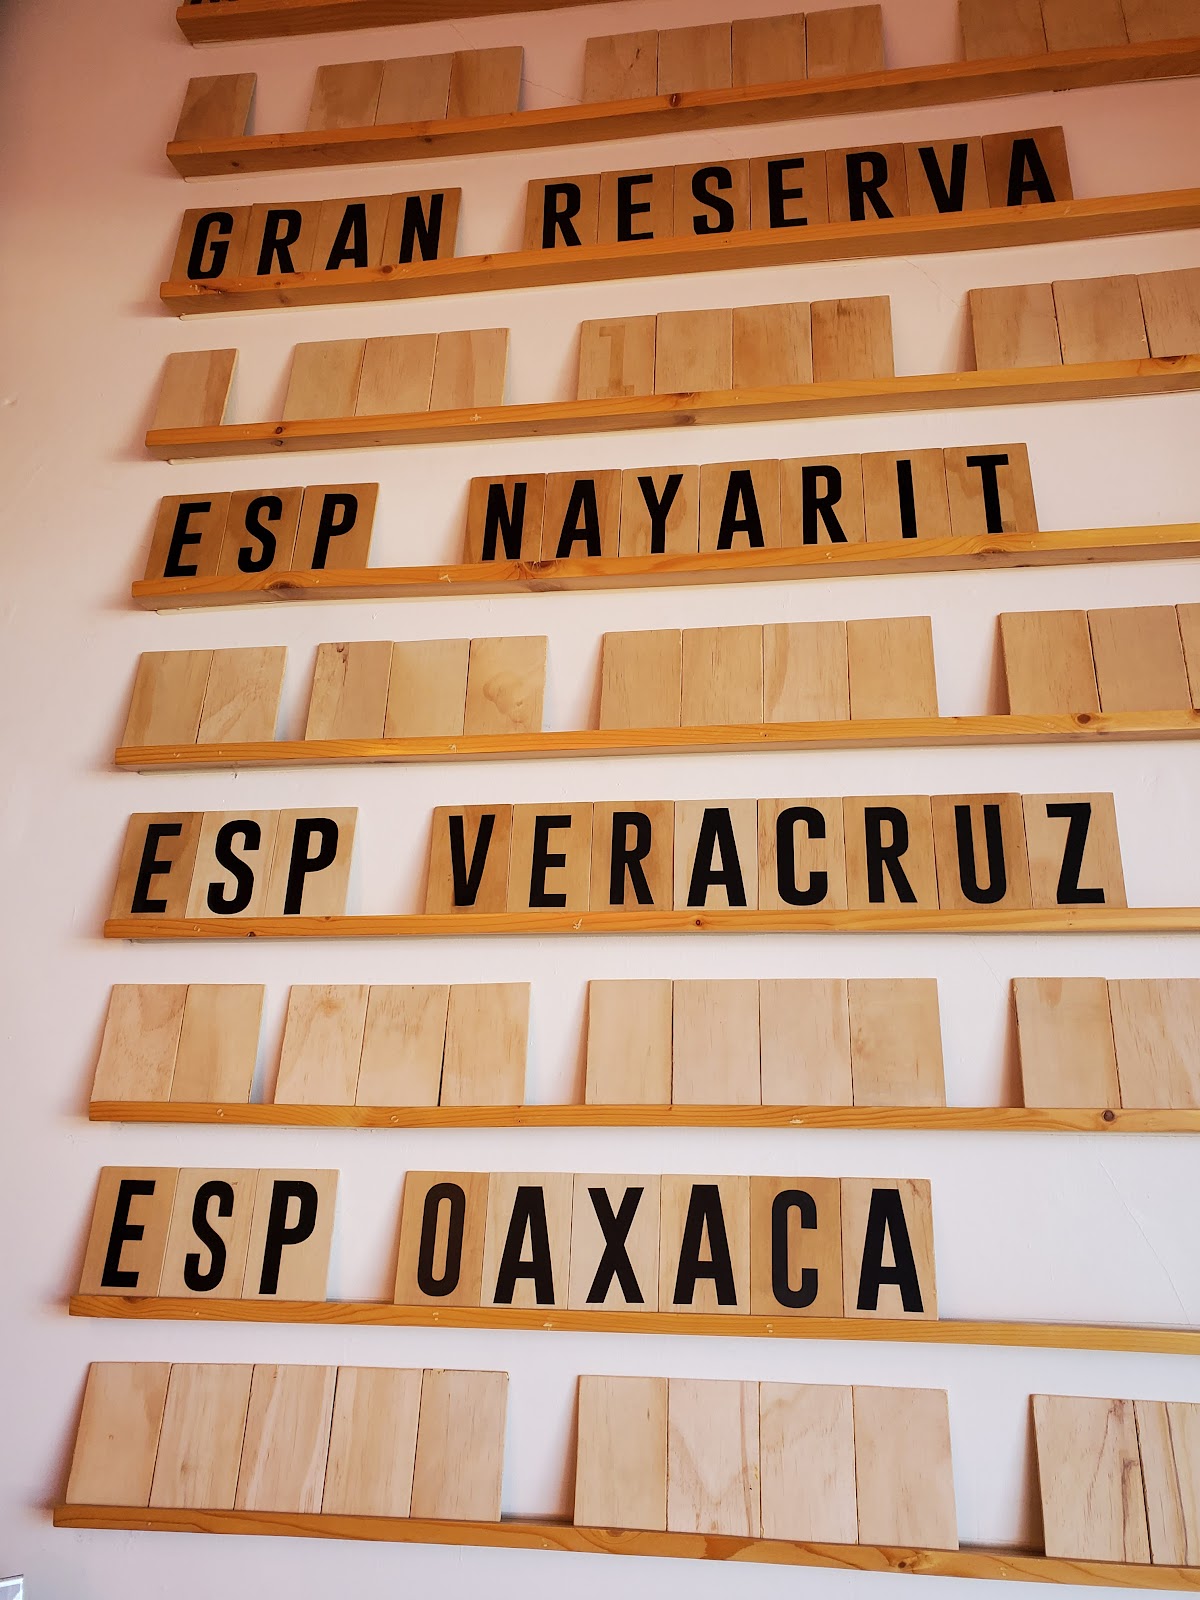 GRAN RESERVA
ESP NAYARIT
ESP VERACRUZ
ESP OAXACA